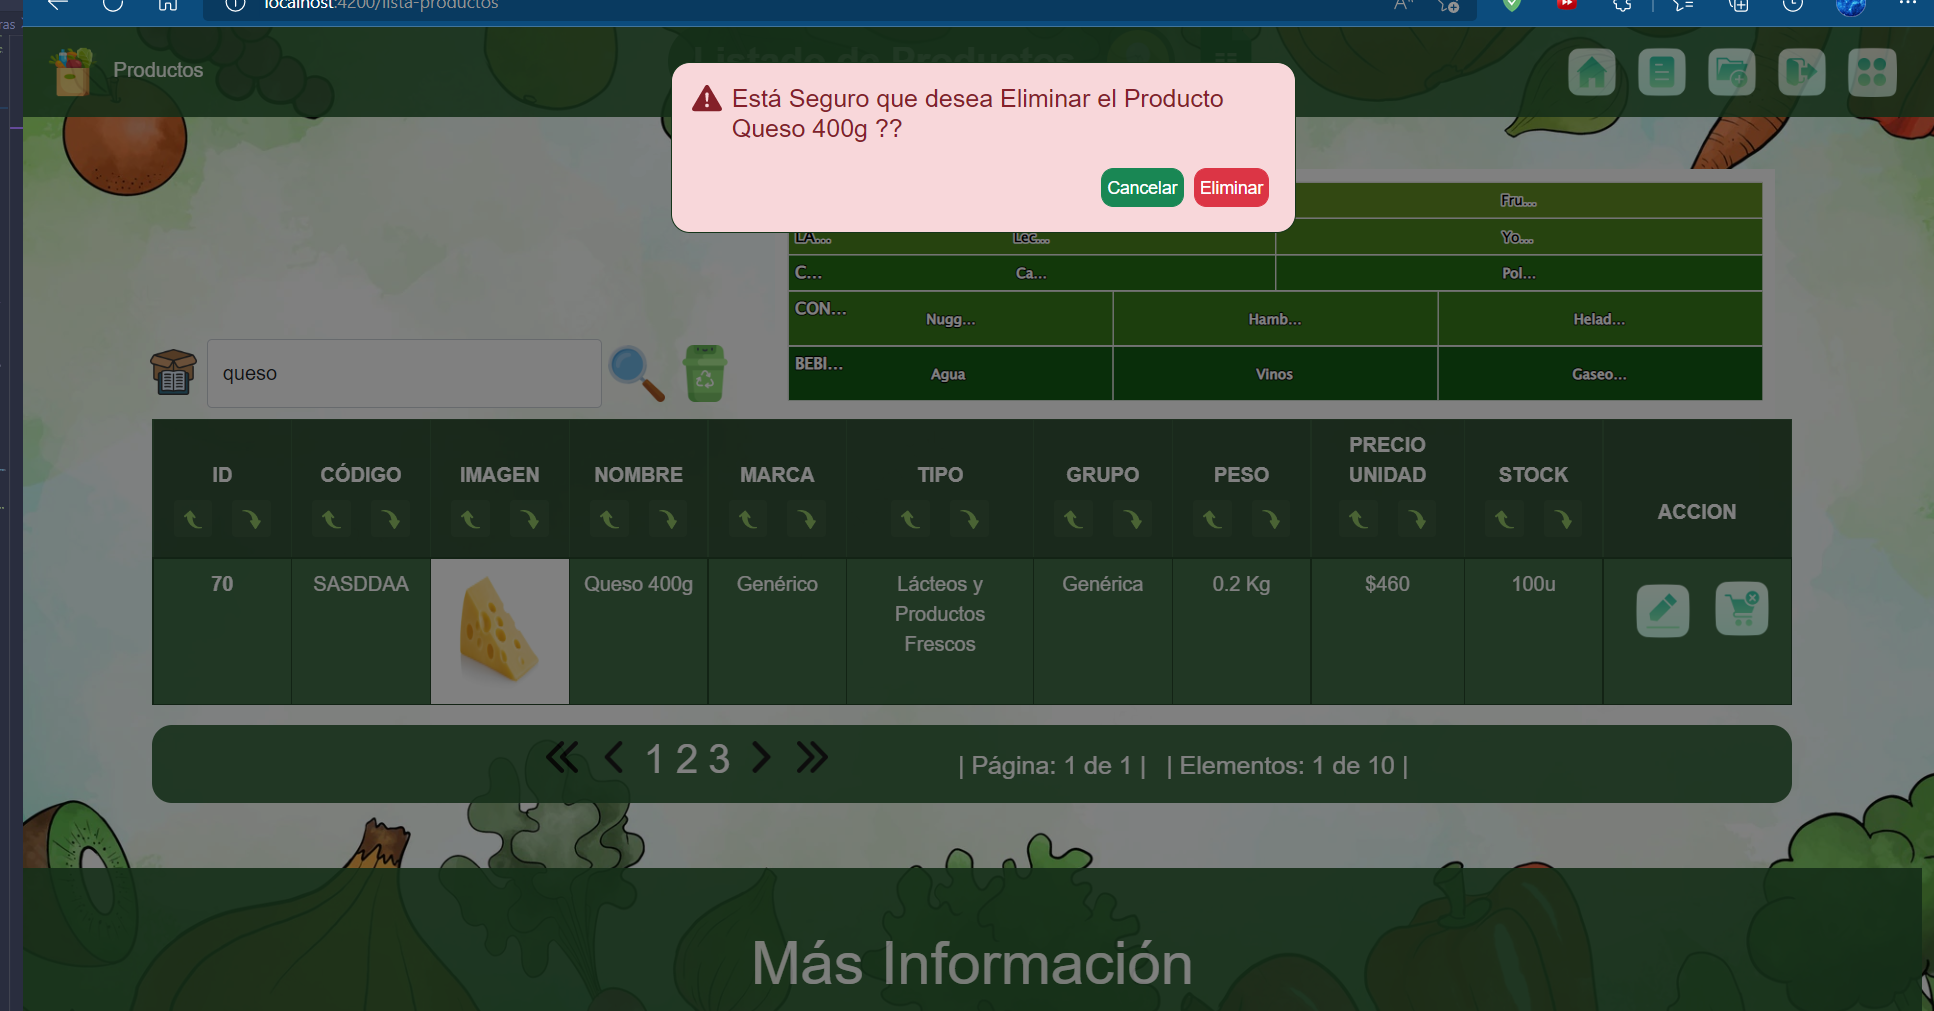 localhost:4200/lista-productos
Productos
Listado de Productos
Está Seguro que desea Eliminar el Producto
Queso 400g ??
Cancelar Eliminar
Fru...
LA... Lec... Yo...
C... Ca... Pol...
CON... Nugg... Hamb... Helad...
BEBI... Agua Vinos Gaseo...
queso
ID CÓDIGO IMAGEN NOMBRE MARCA TIPO GRUPO PESO PRECIO UNIDAD STOCK ACCION
70 SASDDAA Queso 400g Genérico Lácteos y Productos Frescos Genérica 0.2 Kg $460 100u
1 2 3 | Página: 1 de 1 | | Elementos: 1 de 10 |
Más Información